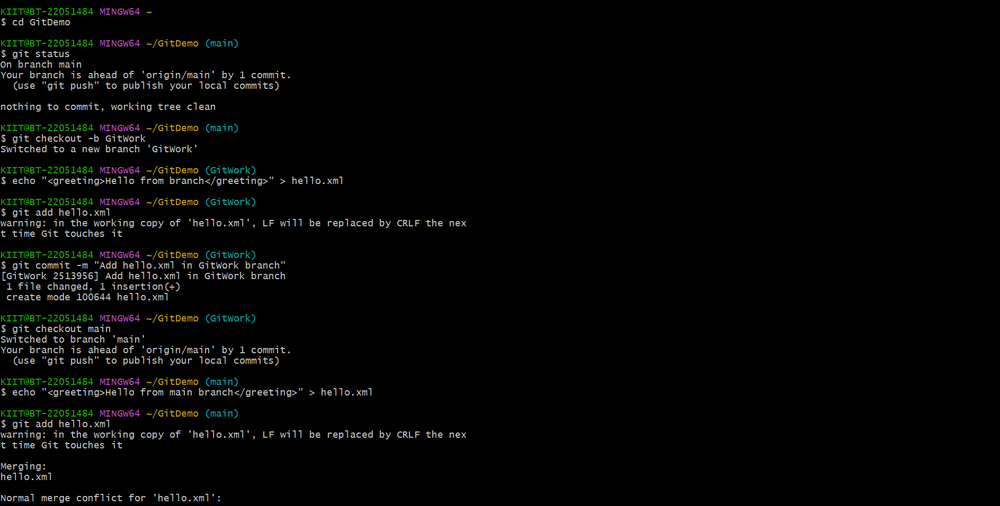 KIIT@BT-22051484 MINGW64 ~
$ cd GitDemo
KIIT@BT-22051484 MINGW64 ~/GitDemo (main)
$ git status
On branch main
Your branch is ahead of 'origin/main' by 1 commit.
  (use "git push" to publish your local commits)
nothing to commit, working tree clean
KIIT@BT-22051484 MINGW64 ~/GitDemo (main)
$ git checkout -b GitWork
Switched to a new branch 'GitWork'
KIIT@BT-22051484 MINGW64 ~/GitDemo (GitWork)
$ echo "<greeting>Hello from branch</greeting>" > hello.xml
KIIT@BT-22051484 MINGW64 ~/GitDemo (GitWork)
$ git add hello.xml
warning: in the working copy of 'hello.xml', LF will be replaced by CRLF the nex
t time Git touches it
KIIT@BT-22051484 MINGW64 ~/GitDemo (GitWork)
$ git commit -m "Add hello.xml in GitWork branch"
[GitWork 2513956] Add hello.xml in GitWork branch
 1 file changed, 1 insertion(+)
 create mode 100644 hello.xml
KIIT@BT-22051484 MINGW64 ~/GitDemo (GitWork)
$ git checkout main
Switched to branch 'main'
Your branch is ahead of 'origin/main' by 1 commit.
  (use "git push" to publish your local commits)
KIIT@BT-22051484 MINGW64 ~/GitDemo (main)
$ echo "<greeting>Hello from main branch</greeting>" > hello.xml
KIIT@BT-22051484 MINGW64 ~/GitDemo (main)
$ git add hello.xml
warning: in the working copy of 'hello.xml', LF will be replaced by CRLF the nex
t time Git touches it
Merging:
hello.xml
Normal merge conflict for 'hello.xml':